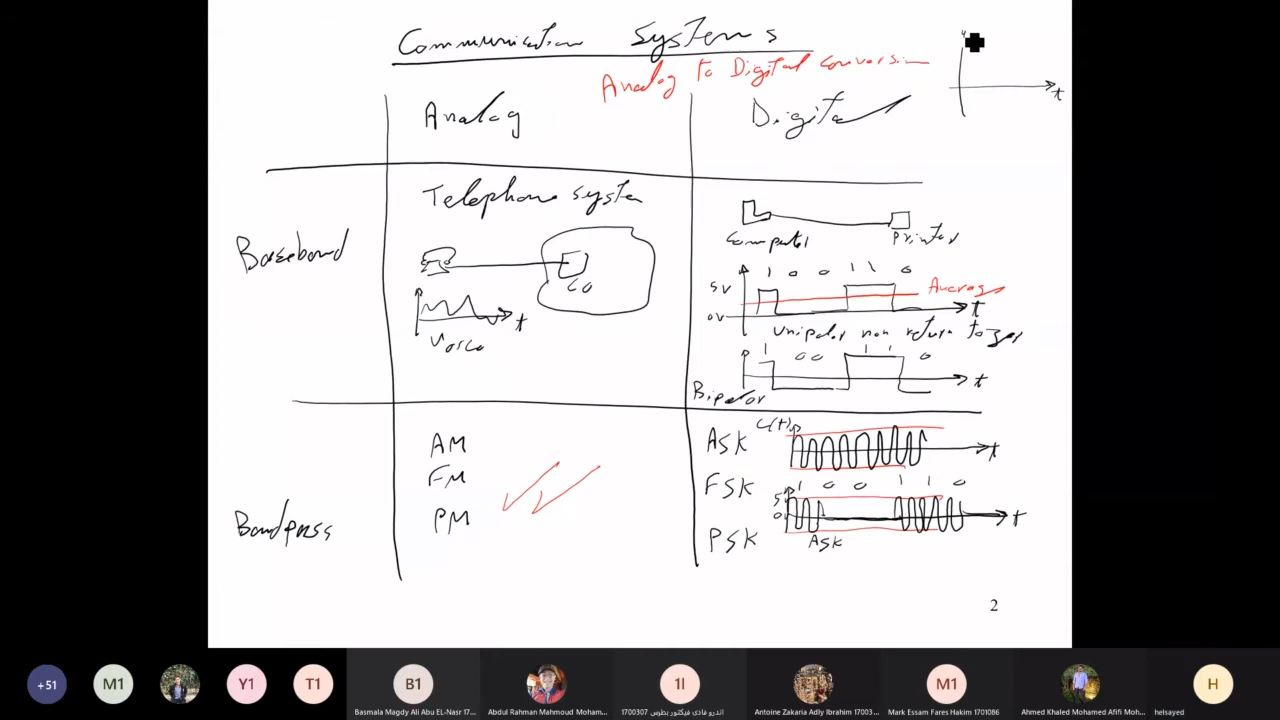 Communication Systems
Analog to Digital Conversion
t
Analog
Digital
Telephone system
Computer
Printer
Baseband
CO
t
1 0 0 1 1 0
5V
Average
0V
t
Unipolar non return to zero
1 0 0 1 1 0
t
Bipolar
C(t)
AM
ASK
t
FM
FSK
1 0 0 1 1 0
5V
0V
t
PM
Bandpass
PSK
ASK
2
+51
M1
Y1
T1
B1
1I
M1
H
Basmala Magdy Ali Abu EL-Nasr 17...
Abdul Rahman Mahmoud Moham...
اندرو فادى فيكتور بطرس 1700307
Antoine Zakaria Adly Ibrahim 17003...
Mark Essam Fares Hakim 1701086
Ahmed Khaled Mohamed Afifi Moh...
helsayed